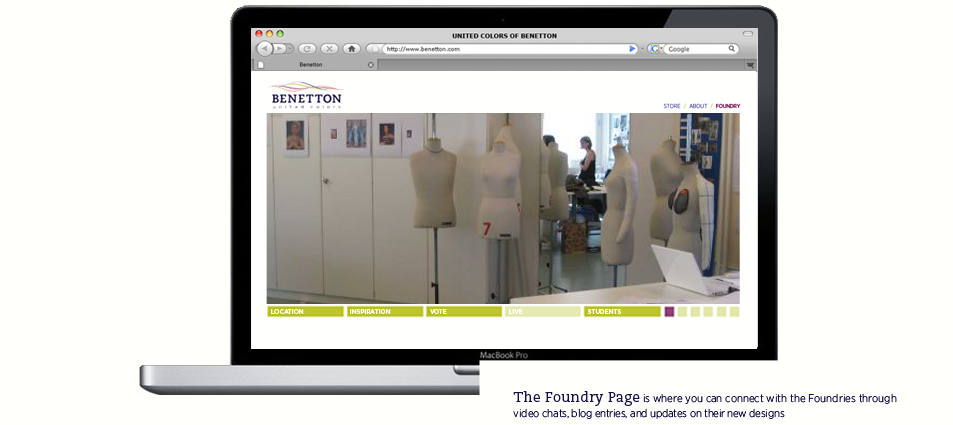 UNITED COLORS OF BENETTON
http://www.benetton.com
Google
Benetton
BENETTON
united colors
STORE / ABOUT / FOUNDRY
7
LOCATION
INSPIRATION
VOTE
LIVE
STUDENTS
MacBook Pro
The Foundry Page is where you can connect with the Foundries through
video chats, blog entries, and updates on their new designs